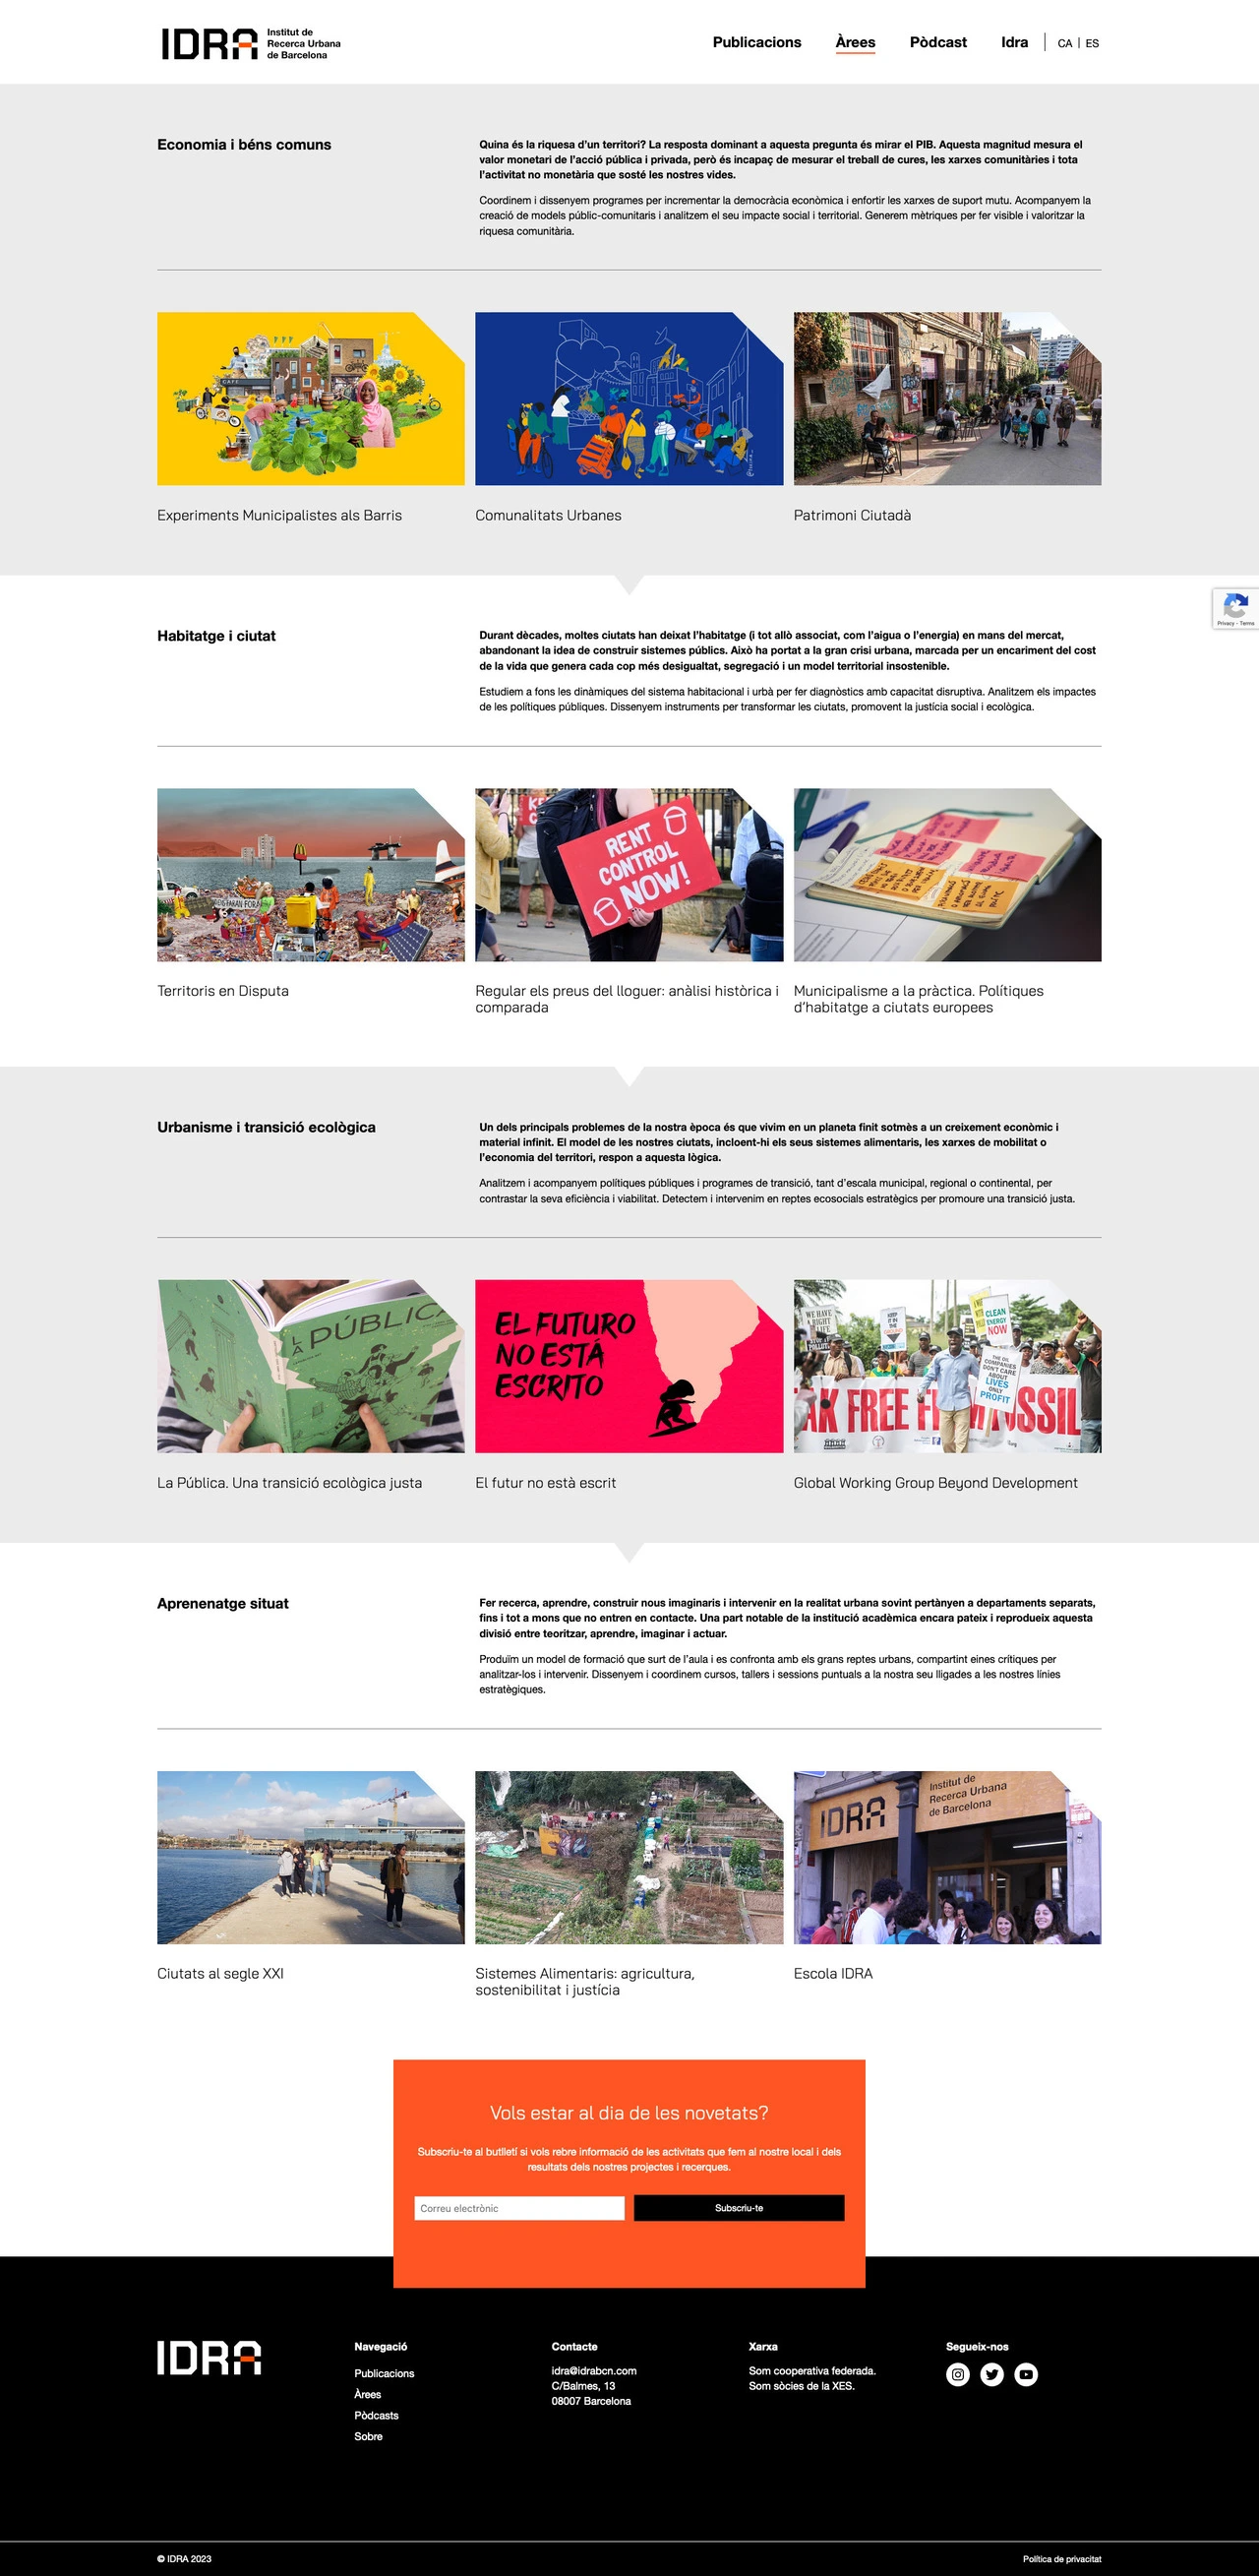 IDRA
Institut de
Recerca Urbana
de Barcelona
Publicacions
Àrees
Pòdcast
Idra
CA | ES
Economia i béns comuns
Quina és la riquesa d’un territori? La resposta dominant a aquesta pregunta és mirar el PIB. Aquesta magnitud mesura el
valor monetari de l’acció pública i privada, però és incapaç de mesurar el treball de cures, les xarxes comunitàries i tota
l’activitat no monetària que sosté les nostres vides.
Coordinem i dissenyem programes per incrementar la democràcia econòmica i enfortir les xarxes de suport mutu. Acompanyem la
creació de models públic-comunitaris i analitzem el seu impacte social i territorial. Generem mètriques per fer visible i valoritzar la
riquesa comunitària.
CAFE
Experiments Municipalistes als Barris
Comunalitats Urbanes
Patrimoni Ciutadà
Privacy - Terms
Habitatge i ciutat
Durant dècades, moltes ciutats han deixat l’habitatge (i tot allò associat, com l’aigua o l’energia) en mans del mercat,
abandonant la idea de construir sistemes públics. Això ha portat a la gran crisi urbana, marcada per un encariment del cost
de la vida que genera cada cop més desigualtat, segregació i un model territorial insostenible.
Estudiem a fons les dinàmiques del sistema habitacional i urbà per fer diagnòstics amb capacitat disruptiva. Analitzem els impactes
de les polítiques públiques. Dissenyem instruments per transformar les ciutats, promovent la justícia social i ecològica.
RENT
CONTROL
NOW!
Territoris en Disputa
Regular els preus del lloguer: anàlisi històrica i
comparada
Municipalisme a la pràctica. Polítiques
d’habitatge a ciutats europees
Urbanisme i transició ecològica
Un dels principals problemes de la nostra època és que vivim en un planeta finit sotmès a un creixement econòmic i
material infinit. El model de les nostres ciutats, incloent-hi els seus sistemes alimentaris, les xarxes de mobilitat o
l’economia del territori, respon a aquesta lògica.
Analitzem i acompanyem polítiques públiques i programes de transició, tant d’escala municipal, regional o continental, per
contrastar la seva eficiència i viabilitat. Detectem i intervenim en reptes ecosocials estratègics per promoure una transició justa.
LA PÚBLICA
EL FUTURO
NO ESTÁ
ESCRITO
WE HAVE
RIGHT
LIFE
KEEP
IT IN THE
GROUND
CLEAN
ENERGY
NOW
THE OIL
COMPANIES
DON'T CARE
ABOUT
LIVES
ONLY
PROFIT
FREE
La Pública. Una transició ecològica justa
El futur no està escrit
Global Working Group Beyond Development
Aprenentatge situat
Fer recerca, aprendre, construir nous imaginaris i intervenir en la realitat urbana sovint pertànyen a departaments separats,
fins i tot a mons que no entren en contacte. Una part notable de la institució acadèmica encara pateix i reprodueix aquesta
divisió entre teoritzar, aprendre, imaginar i actuar.
Produïm un model de formació que surt de l’aula i es confronta amb els grans reptes urbans, compartint eines crítiques per
analitzar-los i intervenir. Dissenyem i coordinem cursos, tallers i sessions puntuals a la nostra seu lligades a les nostres línies
estratègiques.
IDRA
Institut de
Recerca Urbana
de Barcelona
Ciutats al segle XXI
Sistemes Alimentaris: agricultura,
sostenibilitat i justícia
Escola IDRA
Vols estar al dia de les novetats?
Subscriu-te al butlletí si vols rebre informació de les activitats que fem al nostre local i dels
resultats dels nostres projectes i recerques.
Correu electrònic
Subscriu-te
IDRA
Navegació
Publicacions
Àrees
Pòdcasts
Sobre
Contacte
idra@idrabcn.com
C/Balmes, 13
08007 Barcelona
Xarxa
Som cooperativa federada.
Som sòcies de la XES.
Segueix-nos
© IDRA 2023
Política de privacitat